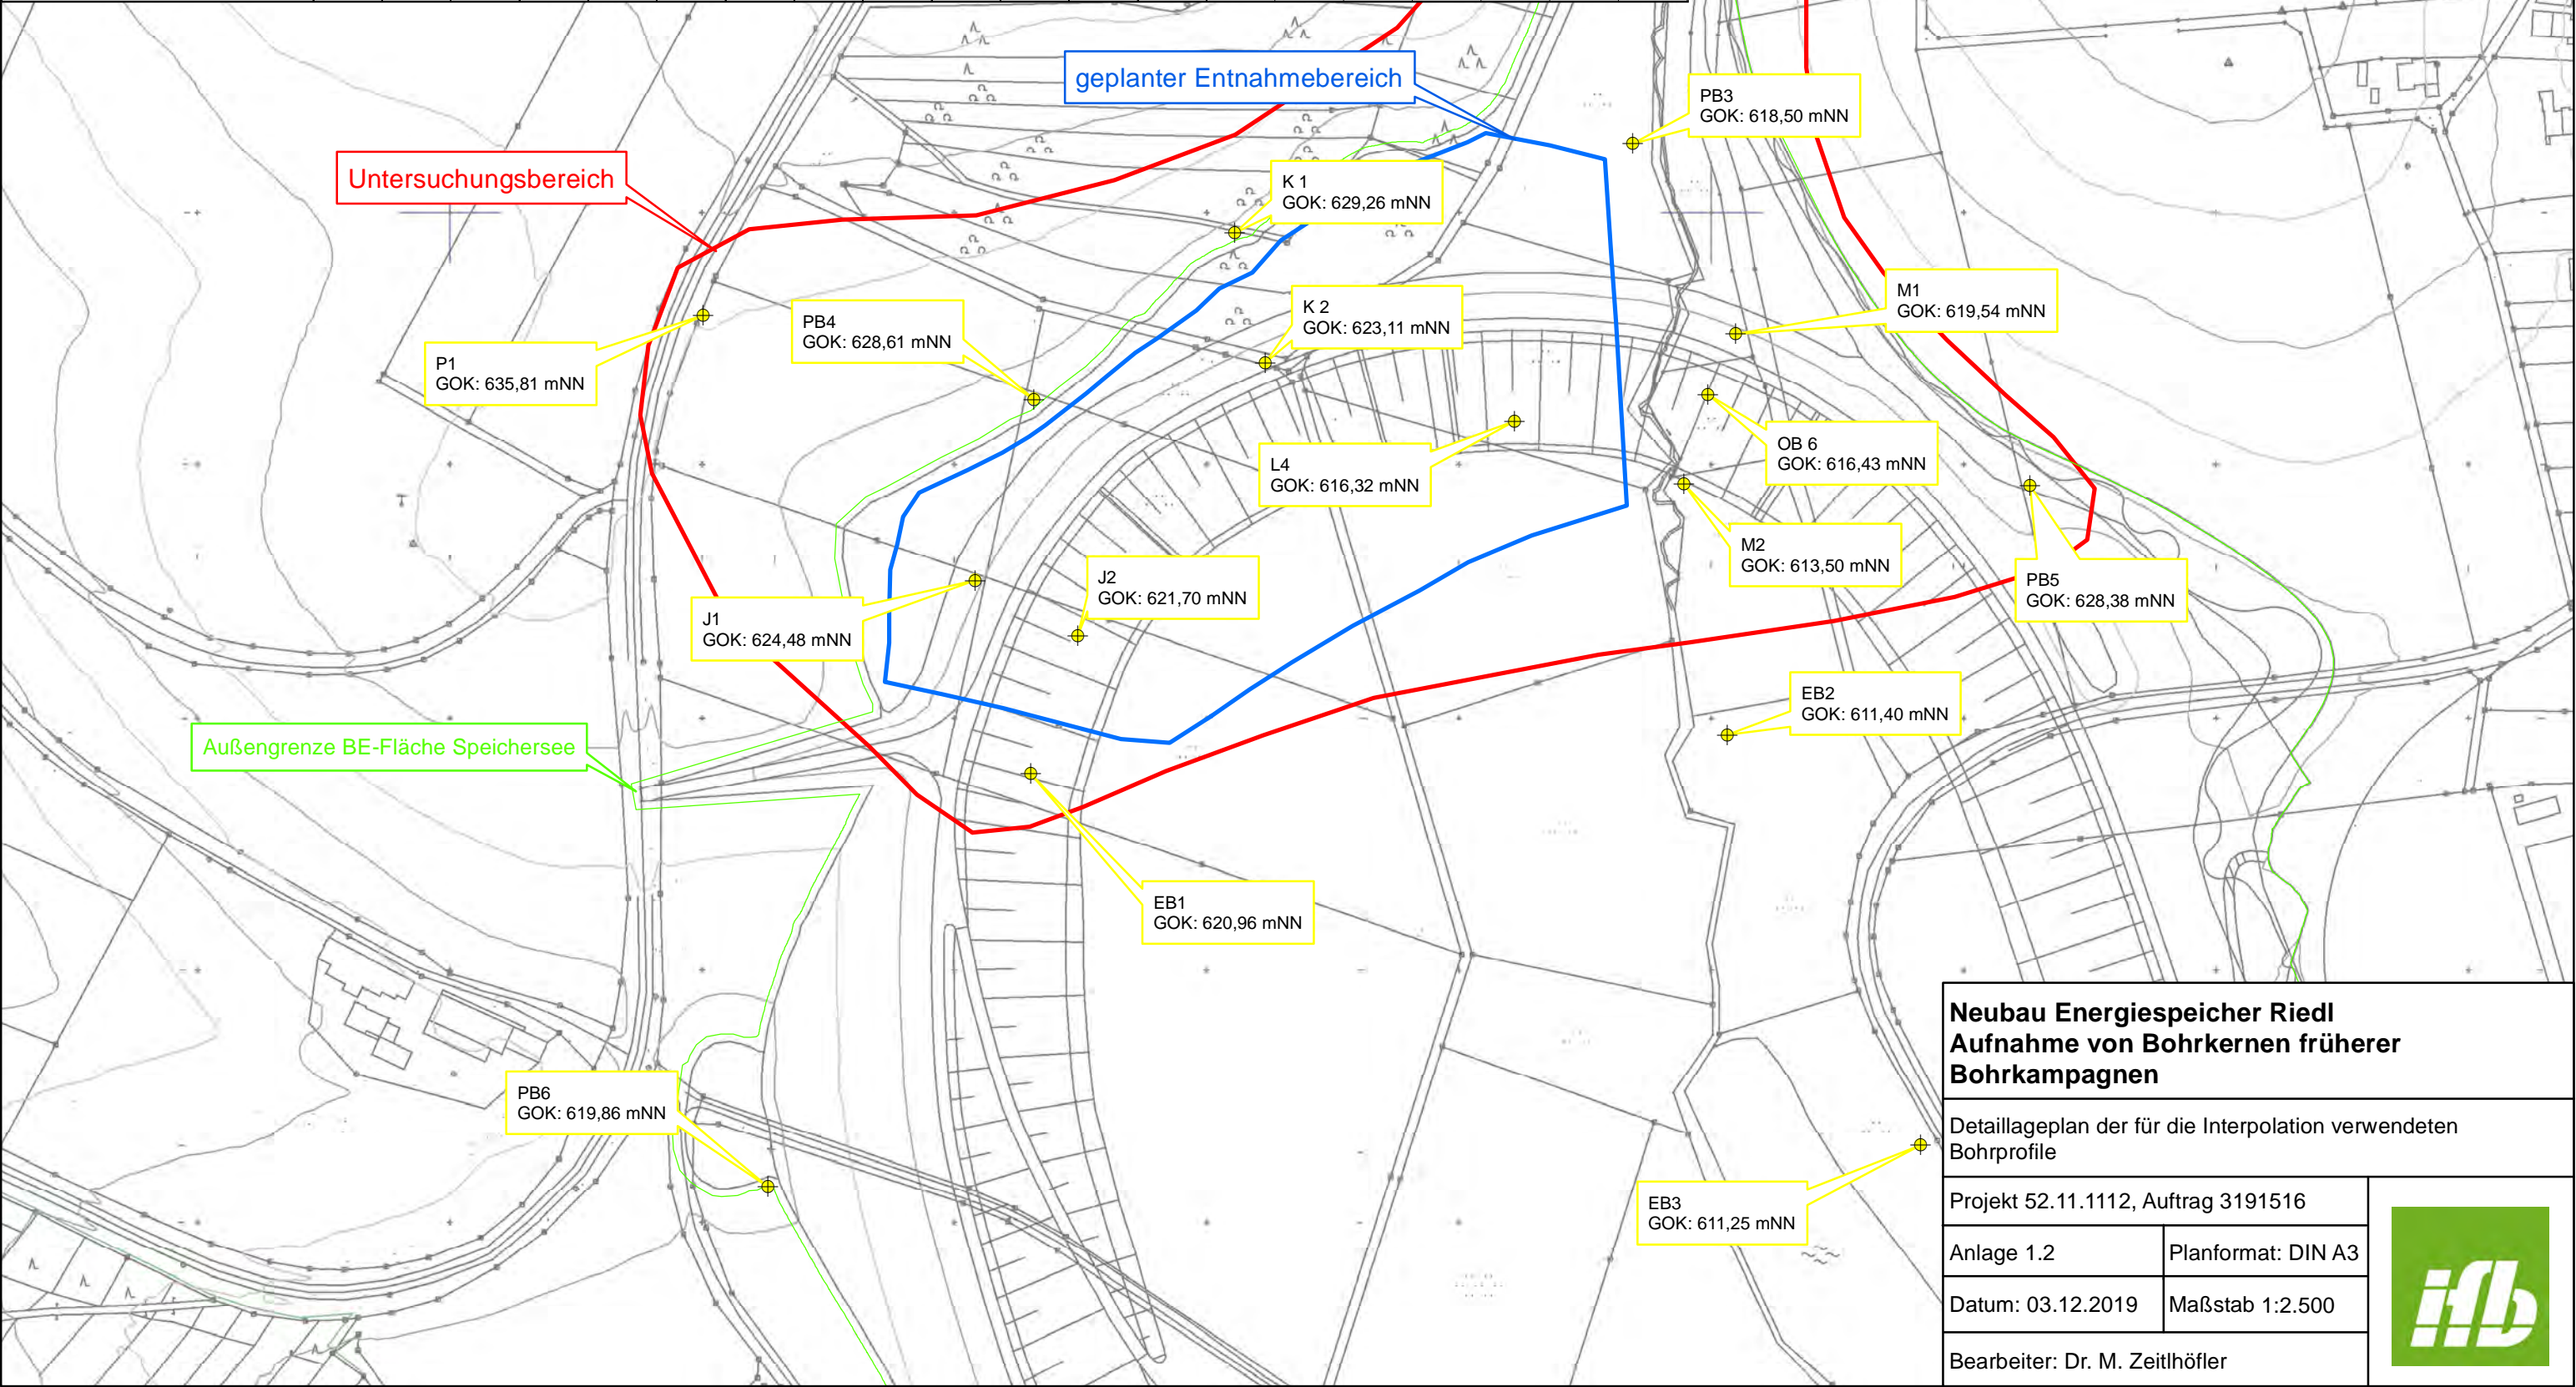 geplanter Entnahmebereich
PB3
GOK: 618,50 mNN
Untersuchungsbereich
K 1
GOK: 629,26 mNN
M1
GOK: 619,54 mNN
K 2
GOK: 623,11 mNN
PB4
GOK: 628,61 mNN
P1
GOK: 635,81 mNN
OB 6
GOK: 616,43 mNN
L4
GOK: 616,32 mNN
M2
GOK: 613,50 mNN
J2
GOK: 621,70 mNN
PB5
GOK: 628,38 mNN
J1
GOK: 624,48 mNN
EB2
GOK: 611,40 mNN
Außengrenze BE-Fläche Speichersee
EB1
GOK: 620,96 mNN
PB6
GOK: 619,86 mNN
EB3
GOK: 611,25 mNN
Neubau Energiespeicher Riedl
Aufnahme von Bohrkernen früherer
Bohrkampagnen
Detaillageplan der für die Interpolation verwendeten
Bohrprofile
Projekt 52.11.1112, Auftrag 3191516
Anlage 1.2
Planformat: DIN A3
Datum: 03.12.2019
Maßstab 1:2.500
Bearbeiter: Dr. M. Zeitlhöfler
ifb